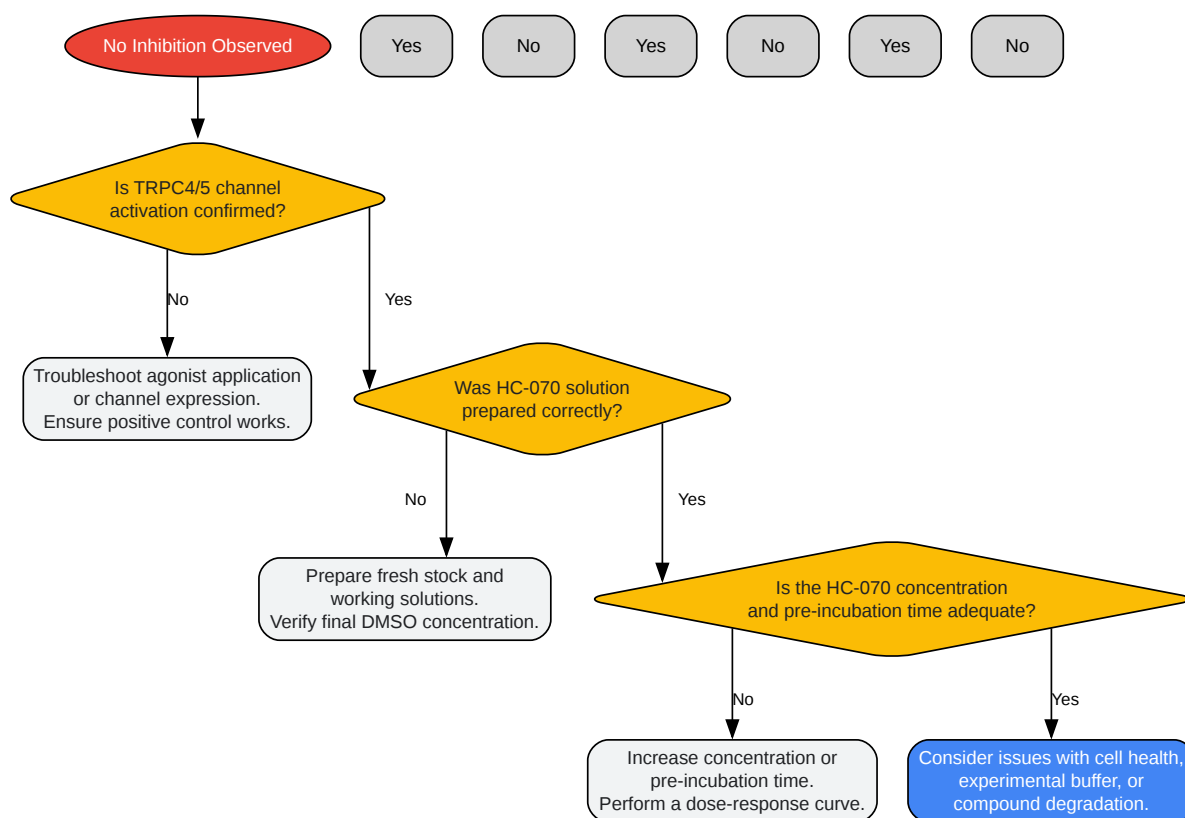 No Inhibition Observed
Yes
No
Yes
No
Yes
No
Is TRPC4/5 channel
activation confirmed?
No
Yes
Troubleshoot agonist application
or channel expression.
Ensure positive control works.
Was HC-070 solution
prepared correctly?
No
Yes
Prepare fresh stock and
working solutions.
Verify final DMSO concentration.
Is the HC-070 concentration
and pre-incubation time adequate?
No
Yes
Increase concentration or
pre-incubation time.
Perform a dose-response curve.
Consider issues with cell health,
experimental buffer, or
compound degradation.